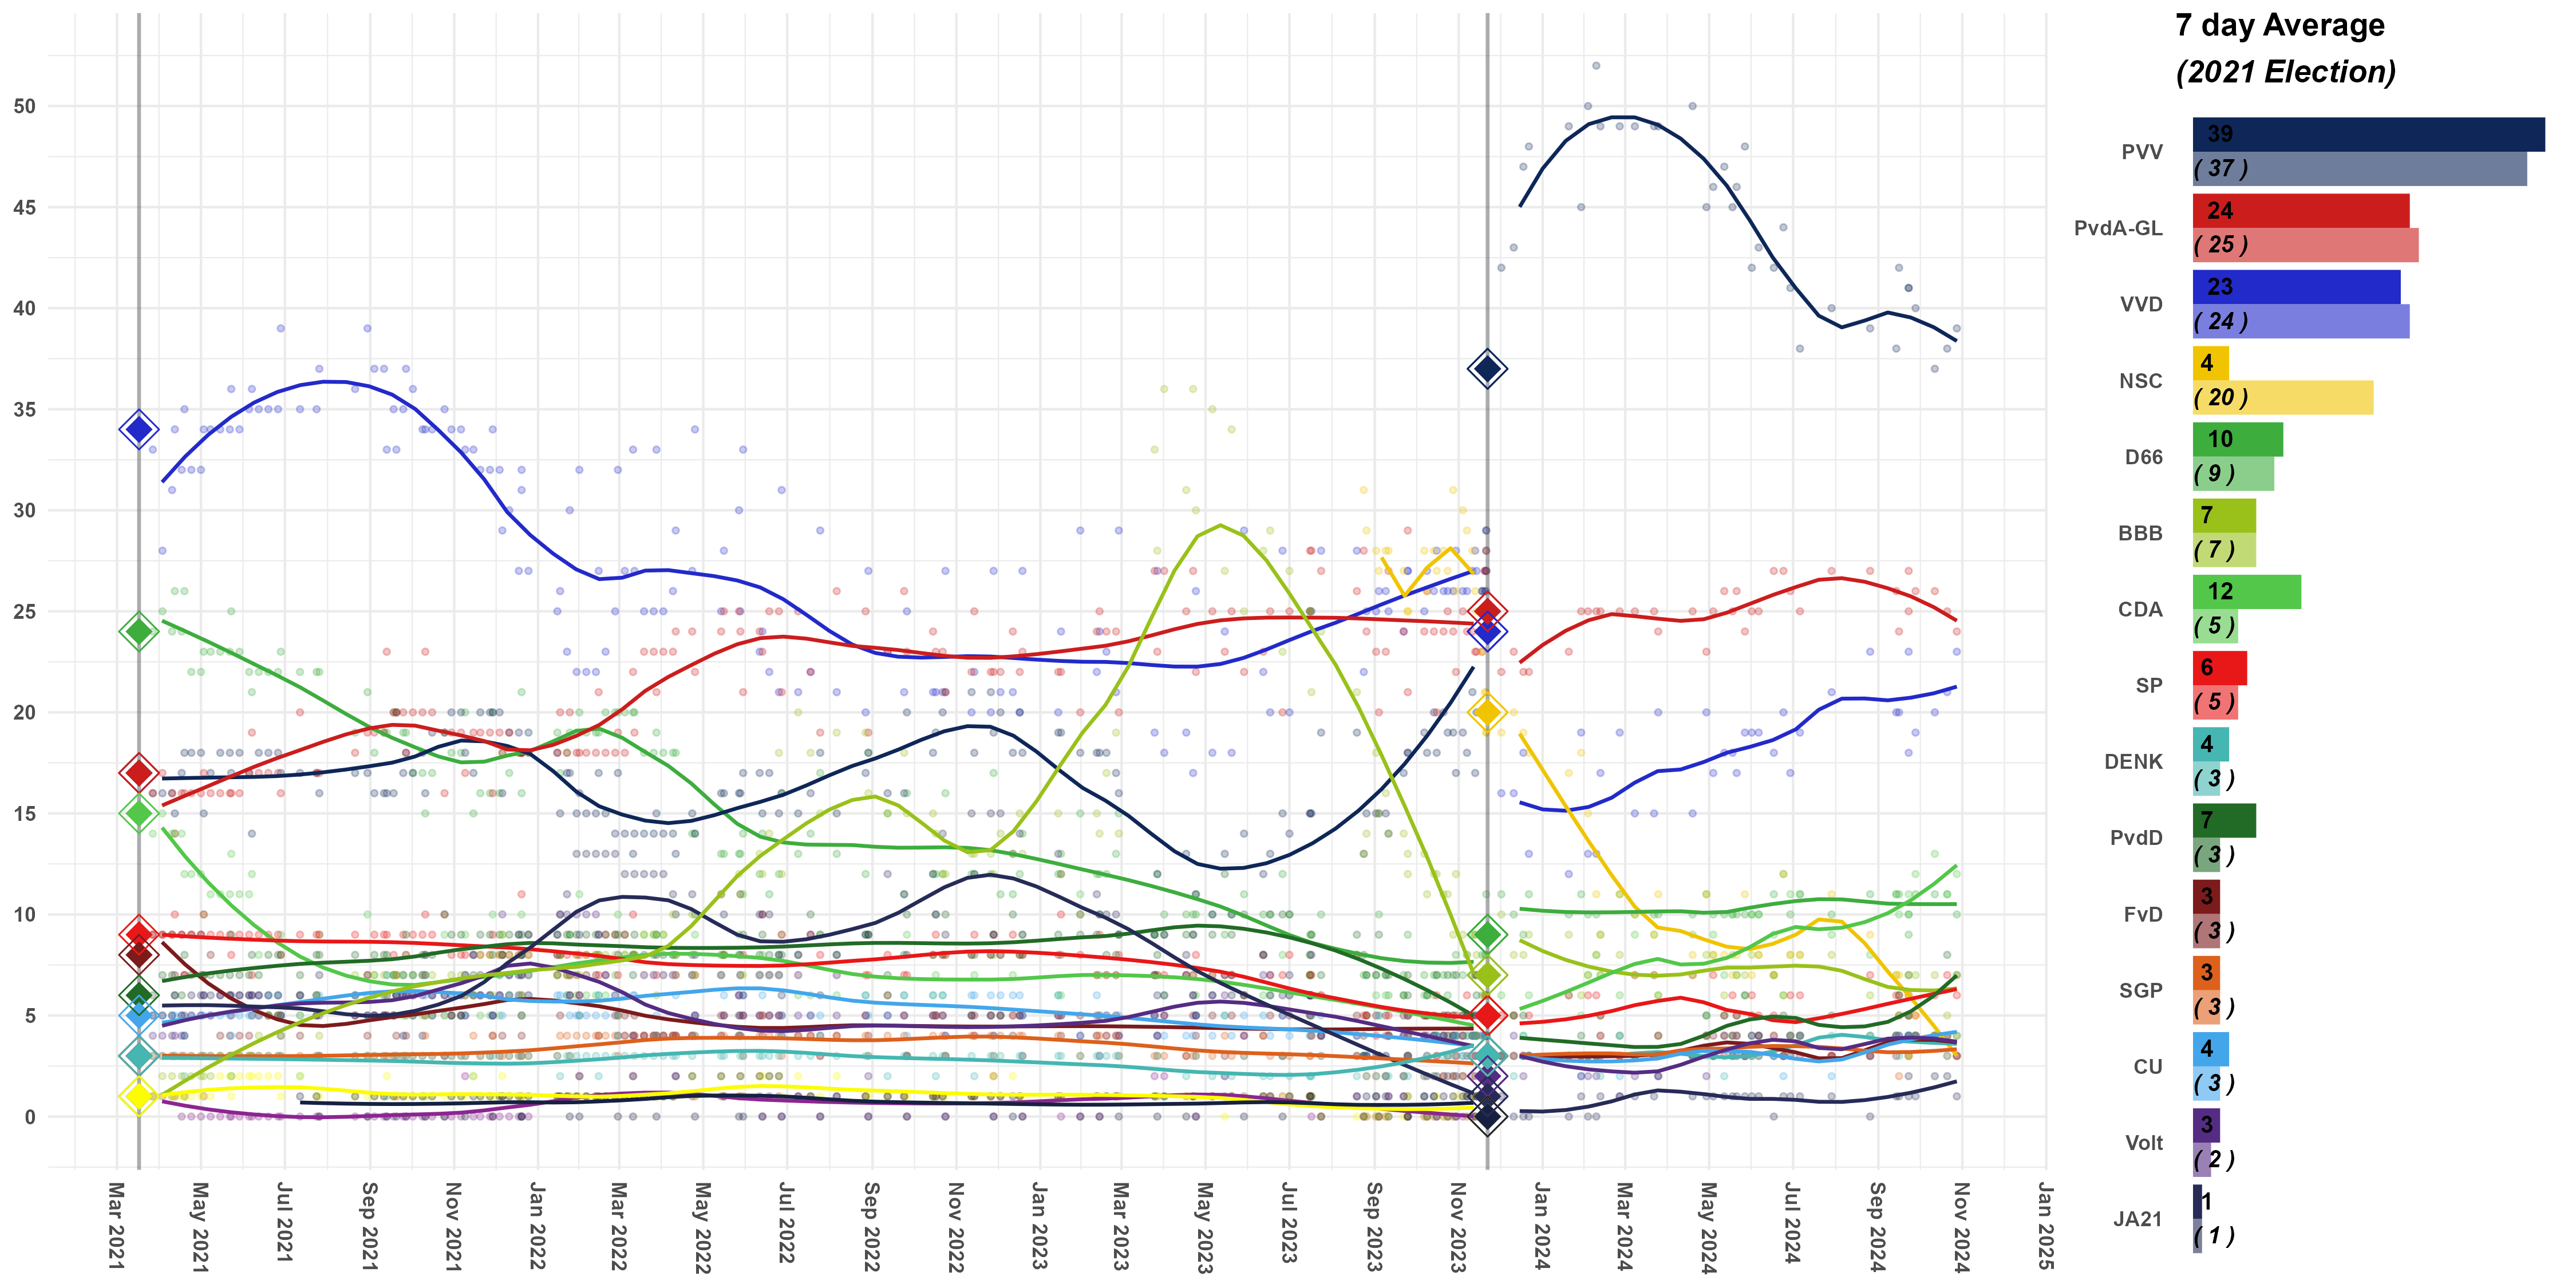 7 day Average
(2021 Election)
50
45
40
35
30
25
20
15
10
5
0
Mar 2021
May 2021
Jul 2021
Sep 2021
Nov 2021
Jan 2022
Mar 2022
May 2022
Jul 2022
Sep 2022
Nov 2022
Jan 2023
Mar 2023
May 2023
Jul 2023
Sep 2023
Nov 2023
Jan 2024
Mar 2024
May 2024
Jul 2024
Sep 2024
Nov 2024
Jan 2025
PVV
39
( 37 )
PvdA-GL
24
( 25 )
VVD
23
( 24 )
NSC
4
( 20 )
D66
10
( 9 )
BBB
7
( 7 )
CDA
12
( 5 )
SP
6
( 5 )
DENK
4
( 3 )
PvdD
7
( 3 )
FvD
3
( 3 )
SGP
3
( 3 )
CU
4
( 3 )
Volt
3
( 2 )
JA21
1
( 1 )